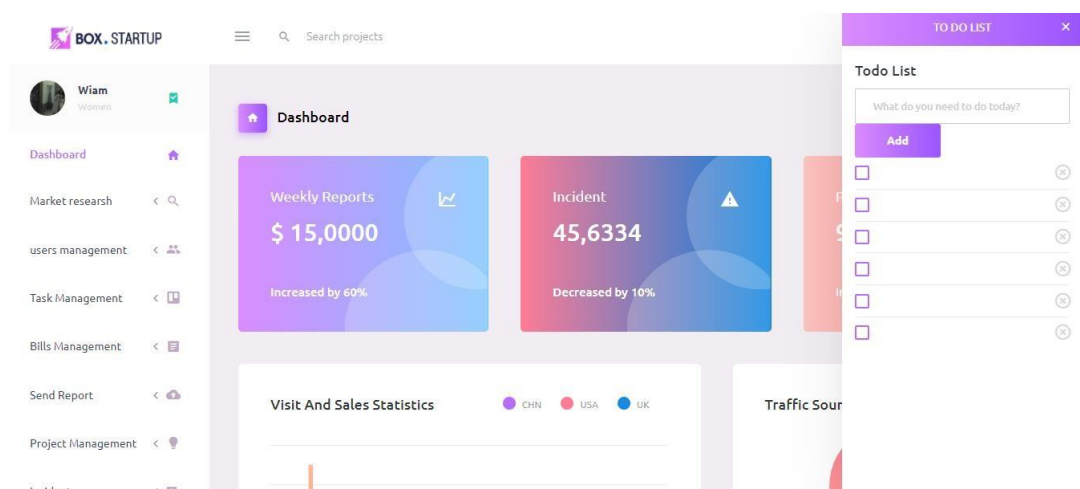 BOX. STARTUP
Search projects
TO DO LIST
Wiam
Women
Dashboard
Market researsh
users management
Task Management
Bills Management
Send Report
Project Management
Dashboard
Weekly Reports
$ 15,0000
Increased by 60%
Incident
45,6334
Decreased by 10%
Visit And Sales Statistics
CHN
USA
UK
Traffic Sour
Todo List
What do you need to do today?
Add